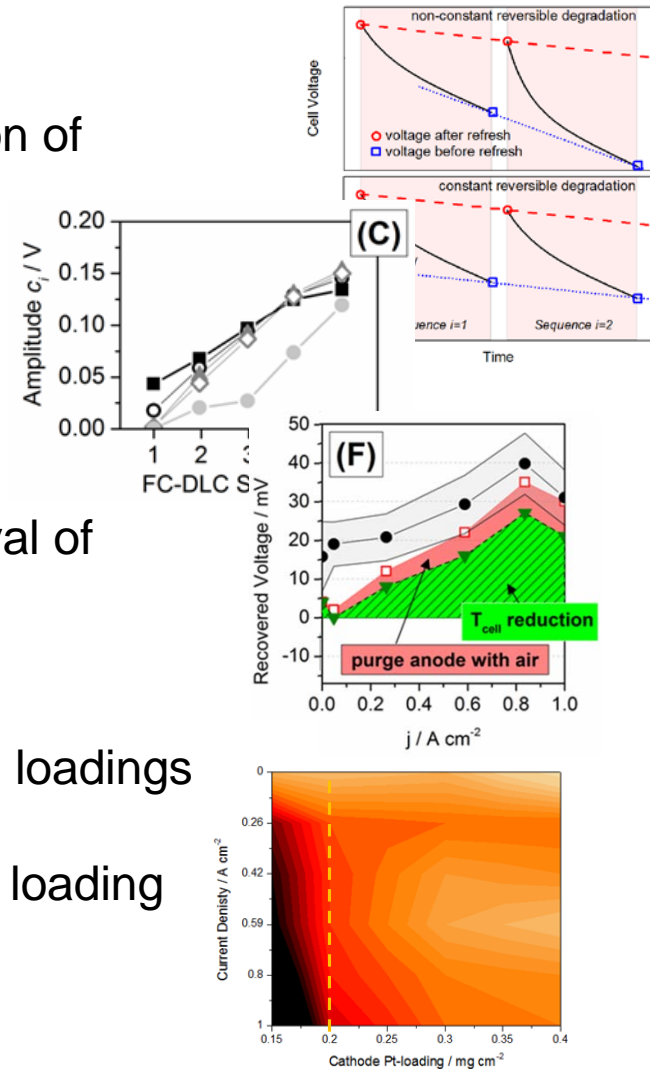 non-constant reversible degradation
Cell Voltage
voltage after refresh
voltage before refresh
constant reversible degradation
i=1
Sequence i=2
Time
on of
(C)
0.20
0.15
0.10
0.05
0.00
Amplitude cᵢ / V
1 2 3
FC-DLC S
(F)
50
40
30
20
10
0
-10
Recovered Voltage / mV
T_cell reduction
purge anode with air
0.0 0.2 0.4 0.6 0.8 1.0
j / A cm⁻²
val of
loadings
loading
0
0.26
0.42
0.59
0.8
1
Current Denisty / A cm⁻²
0.15 0.2 0.25 0.3 0.35 0.4
Cathode Pt-loading / mg cm⁻²